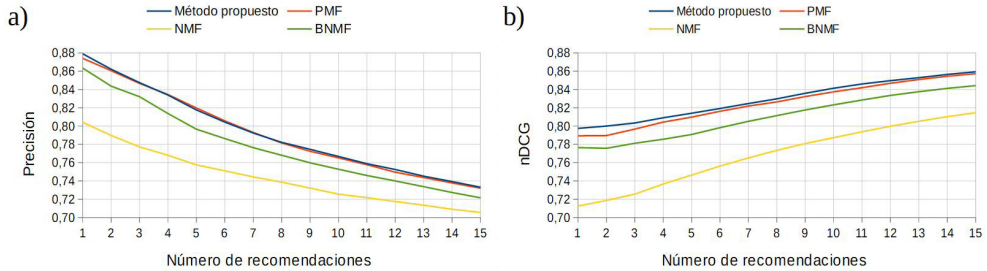 a)
Método propuesto PMF
NMF BNMF
Precisión
0,88
0,86
0,84
0,82
0,80
0,78
0,76
0,74
0,72
0,70
1 2 3 4 5 6 7 8 9 10 11 12 13 14 15
Número de recomendaciones
b)
Método propuesto PMF
NMF BNMF
nDCG
0,88
0,86
0,84
0,82
0,80
0,78
0,76
0,74
0,72
0,70
1 2 3 4 5 6 7 8 9 10 11 12 13 14 15
Número de recomendaciones